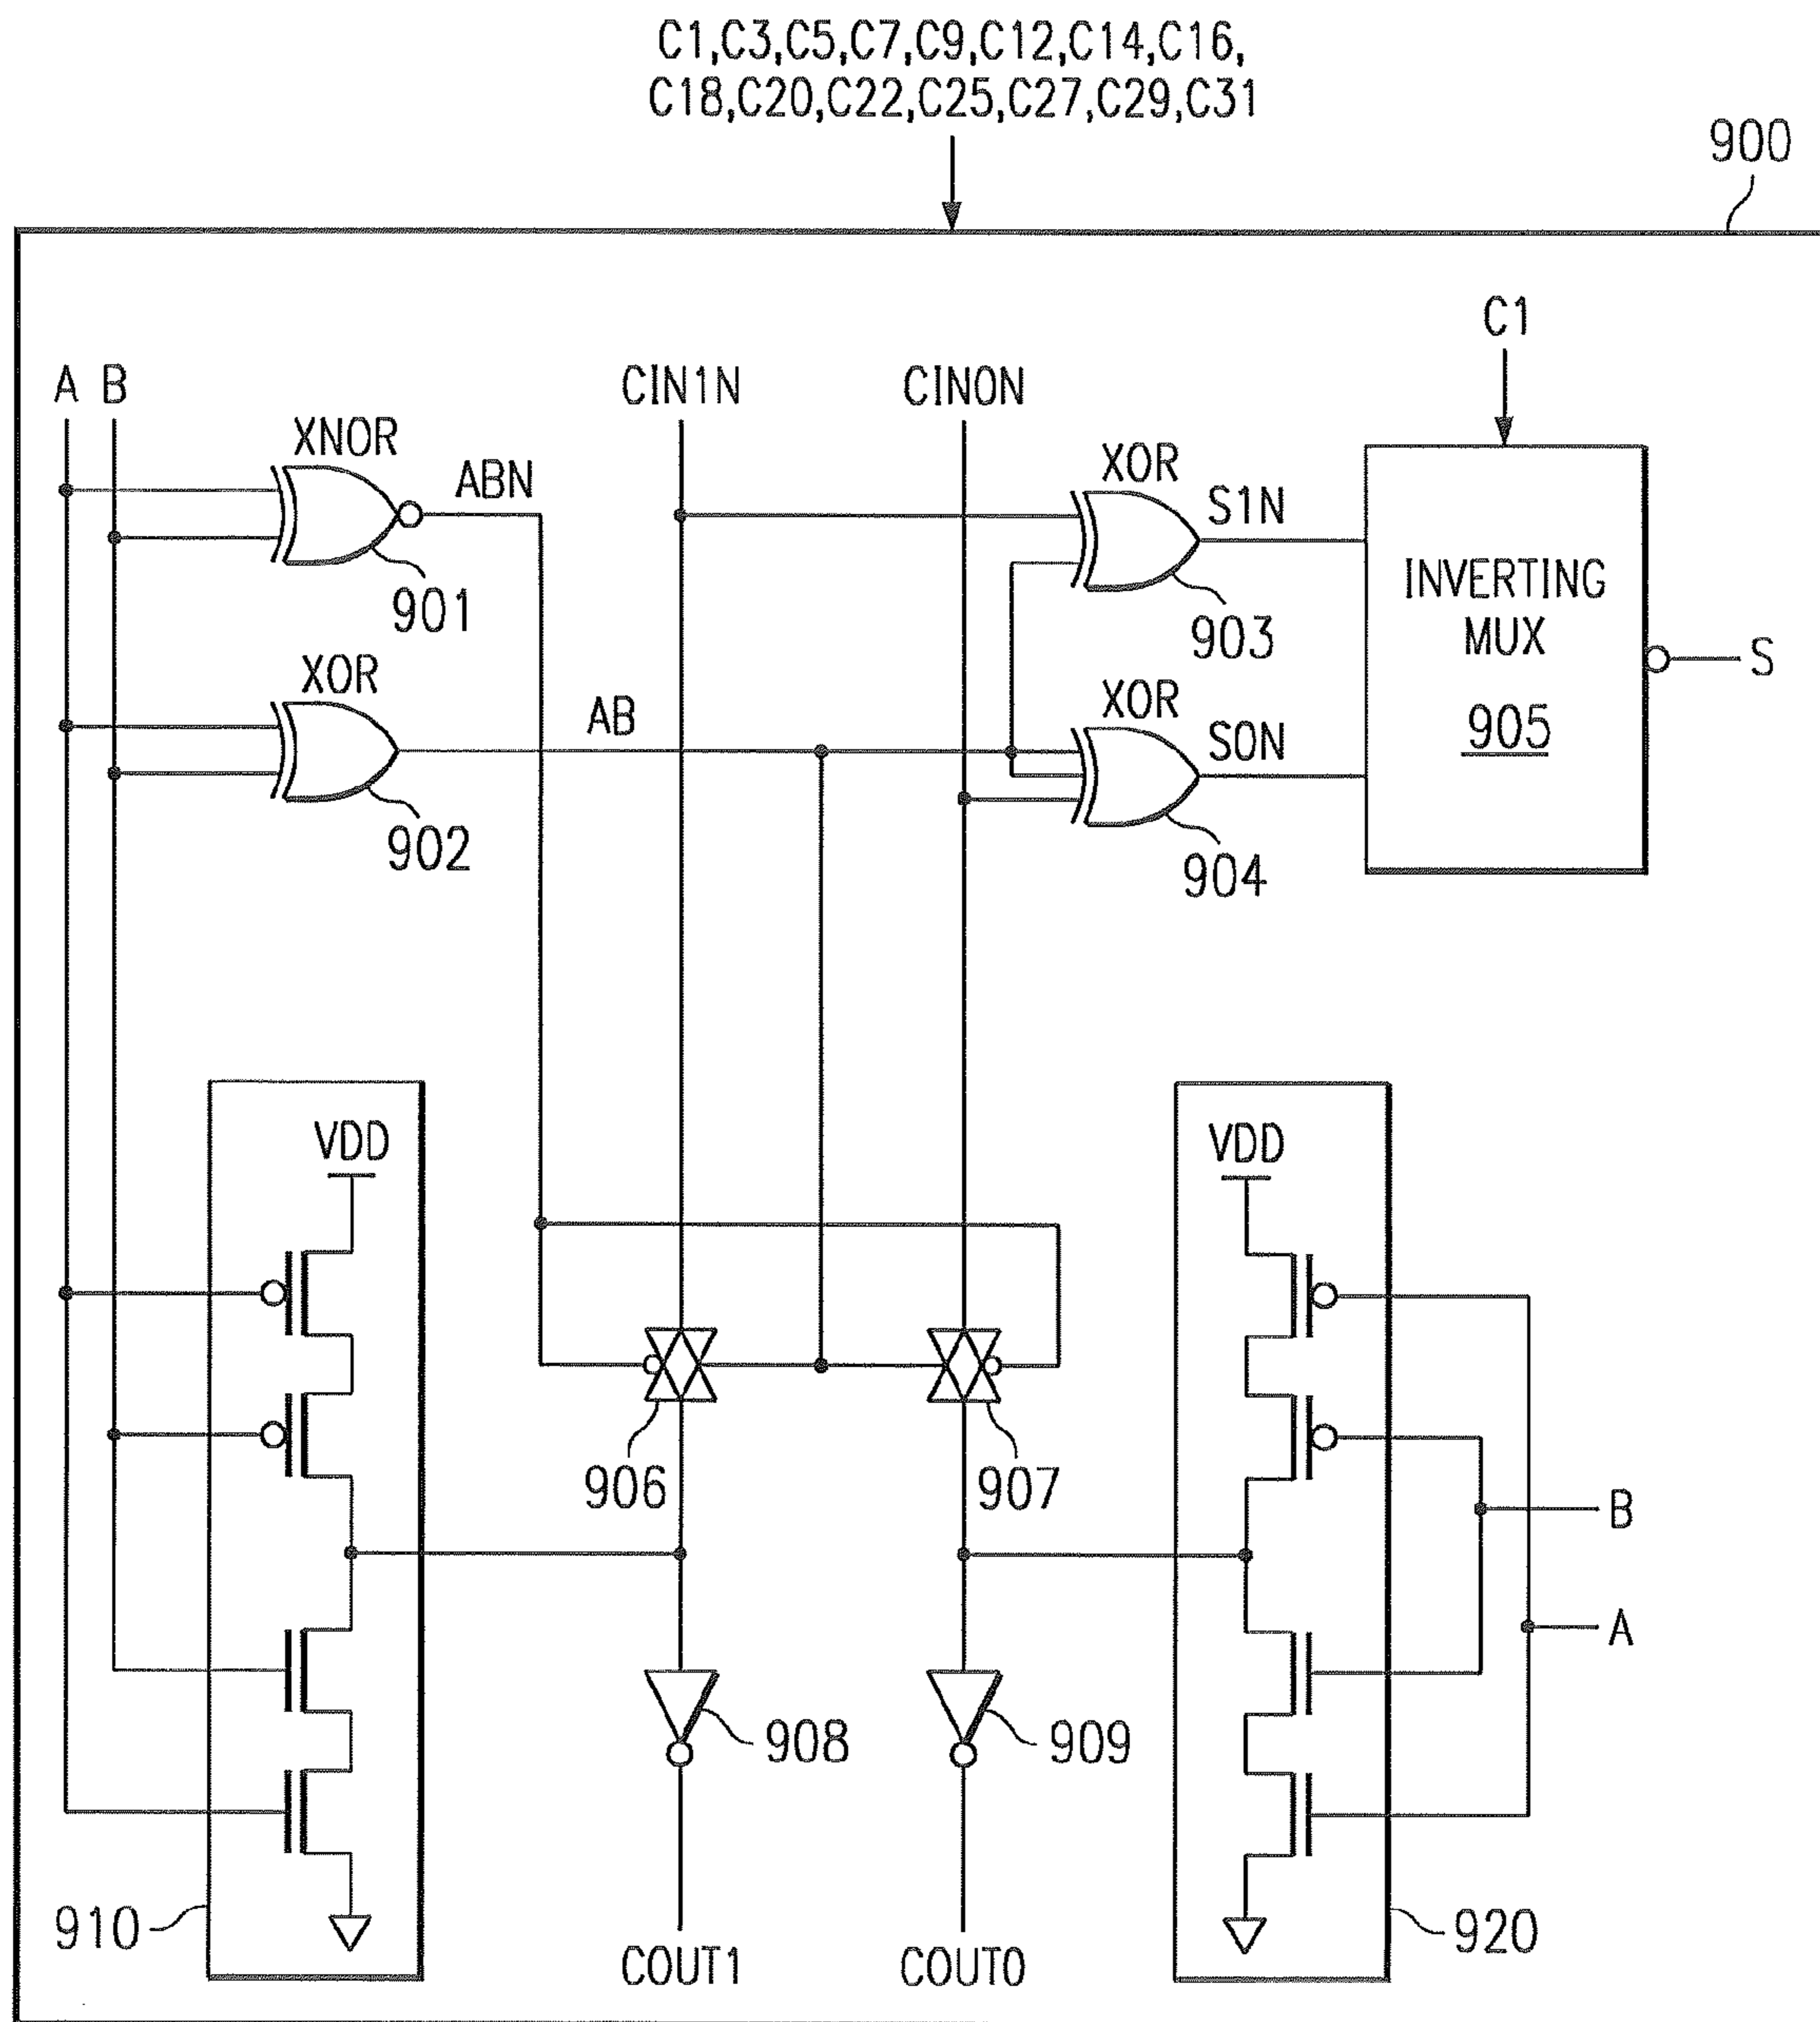 C1,C3,C5,C7,C9,C12,C14,C16,
C18,C20,C22,C25,C27,C29,C31
900
C1
A B CIN1N CIN0N
XNOR
ABN
901
XOR
S1N
903
INVERTING
MUX
905
S
XOR
AB
902
XOR
S0N
904
VDD
VDD
906
907
B
A
908
909
910
920
COUT1
COUT0